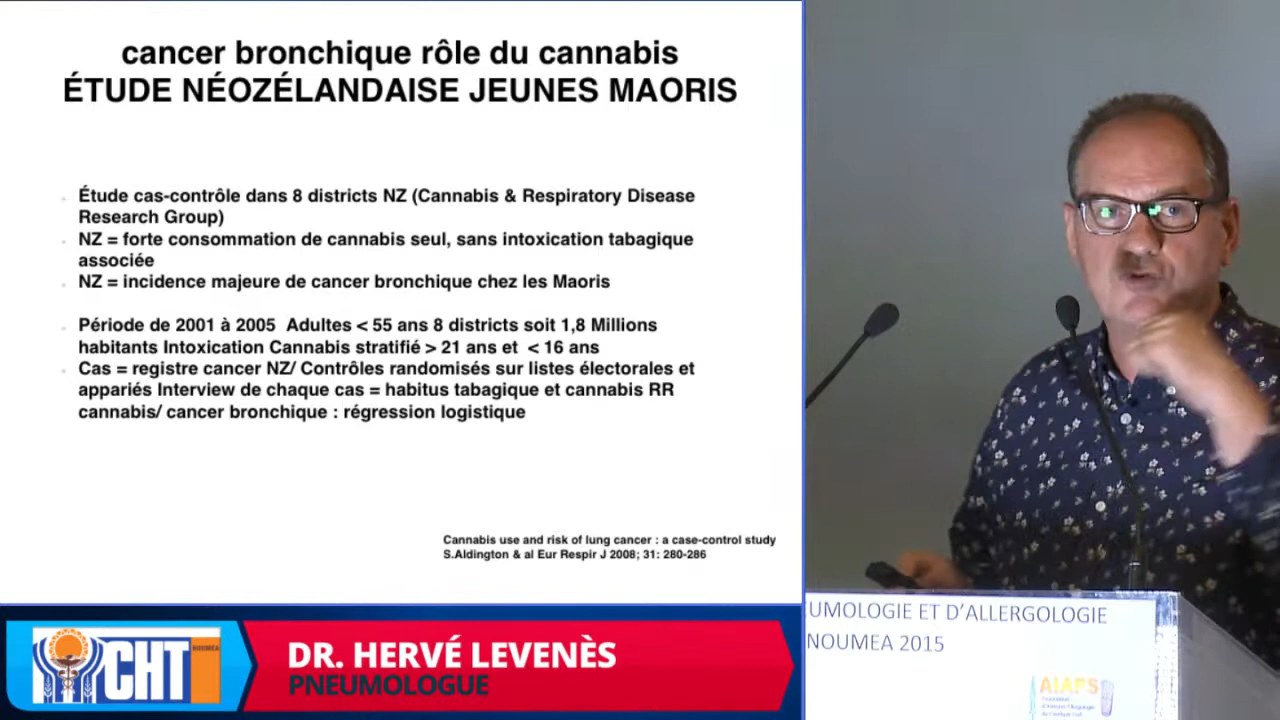 cancer bronchique rôle du cannabis
ÉTUDE NÉOZÉLANDAISE JEUNES MAORIS
Étude cas-contrôle dans 8 districts NZ (Cannabis & Respiratory Disease
Research Group)
NZ = forte consommation de cannabis seul, sans intoxication tabagique
associée
NZ = incidence majeure de cancer bronchique chez les Maoris
Période de 2001 à 2005 Adultes < 55 ans 8 districts soit 1,8 Millions
habitants Intoxication Cannabis stratifié > 21 ans et < 16 ans
Cas = registre cancer NZ/ Contrôles randomisés sur listes électorales et
appariés Interview de chaque cas = habitus tabagique et cannabis RR
cannabis/ cancer bronchique : régression logistique
Cannabis use and risk of lung cancer : a case-control study
S.Aldington & al Eur Respir J 2008; 31: 280-286
CHT
NOUMÉA
DR. HERVÉ LEVENÈS
PNEUMOLOGUE
UMOLOGIE ET D'ALLERGOLOGIE
NOUMEA 2015
AIAPS